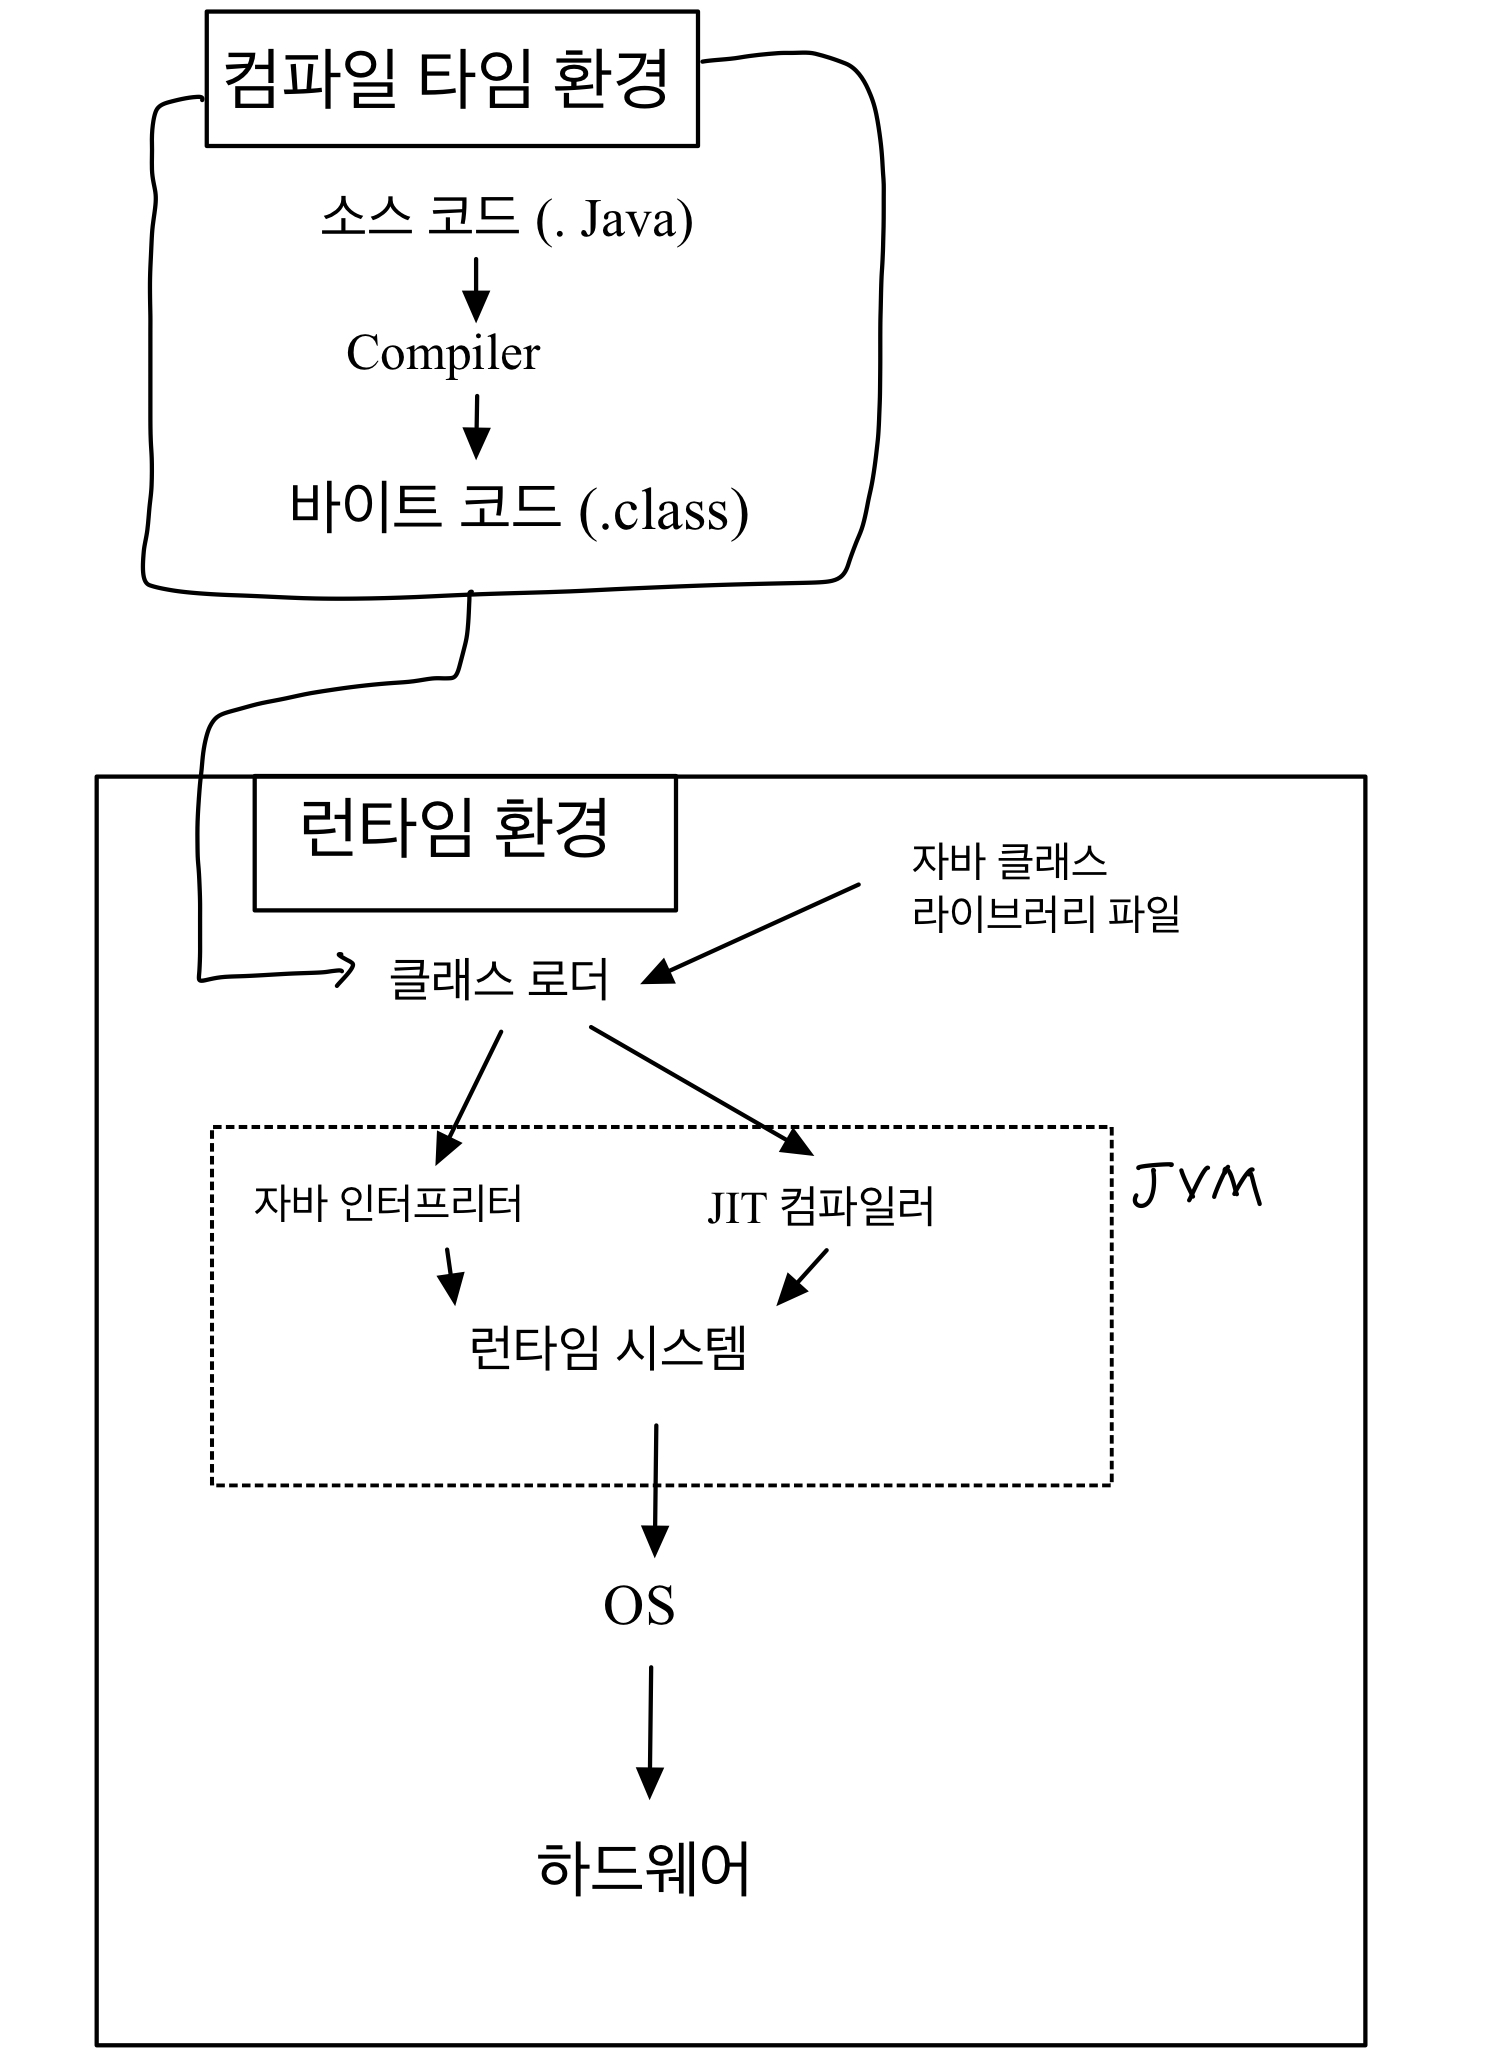 컴파일 타임 환경
소스 코드 (. Java)
Compiler
바이트 코드 (.class)
런타임 환경
자바 클래스
라이브러리 파일
클래스 로더
JVM
자바 인터프리터
JIT 컴파일러
런타임 시스템
OS
하드웨어